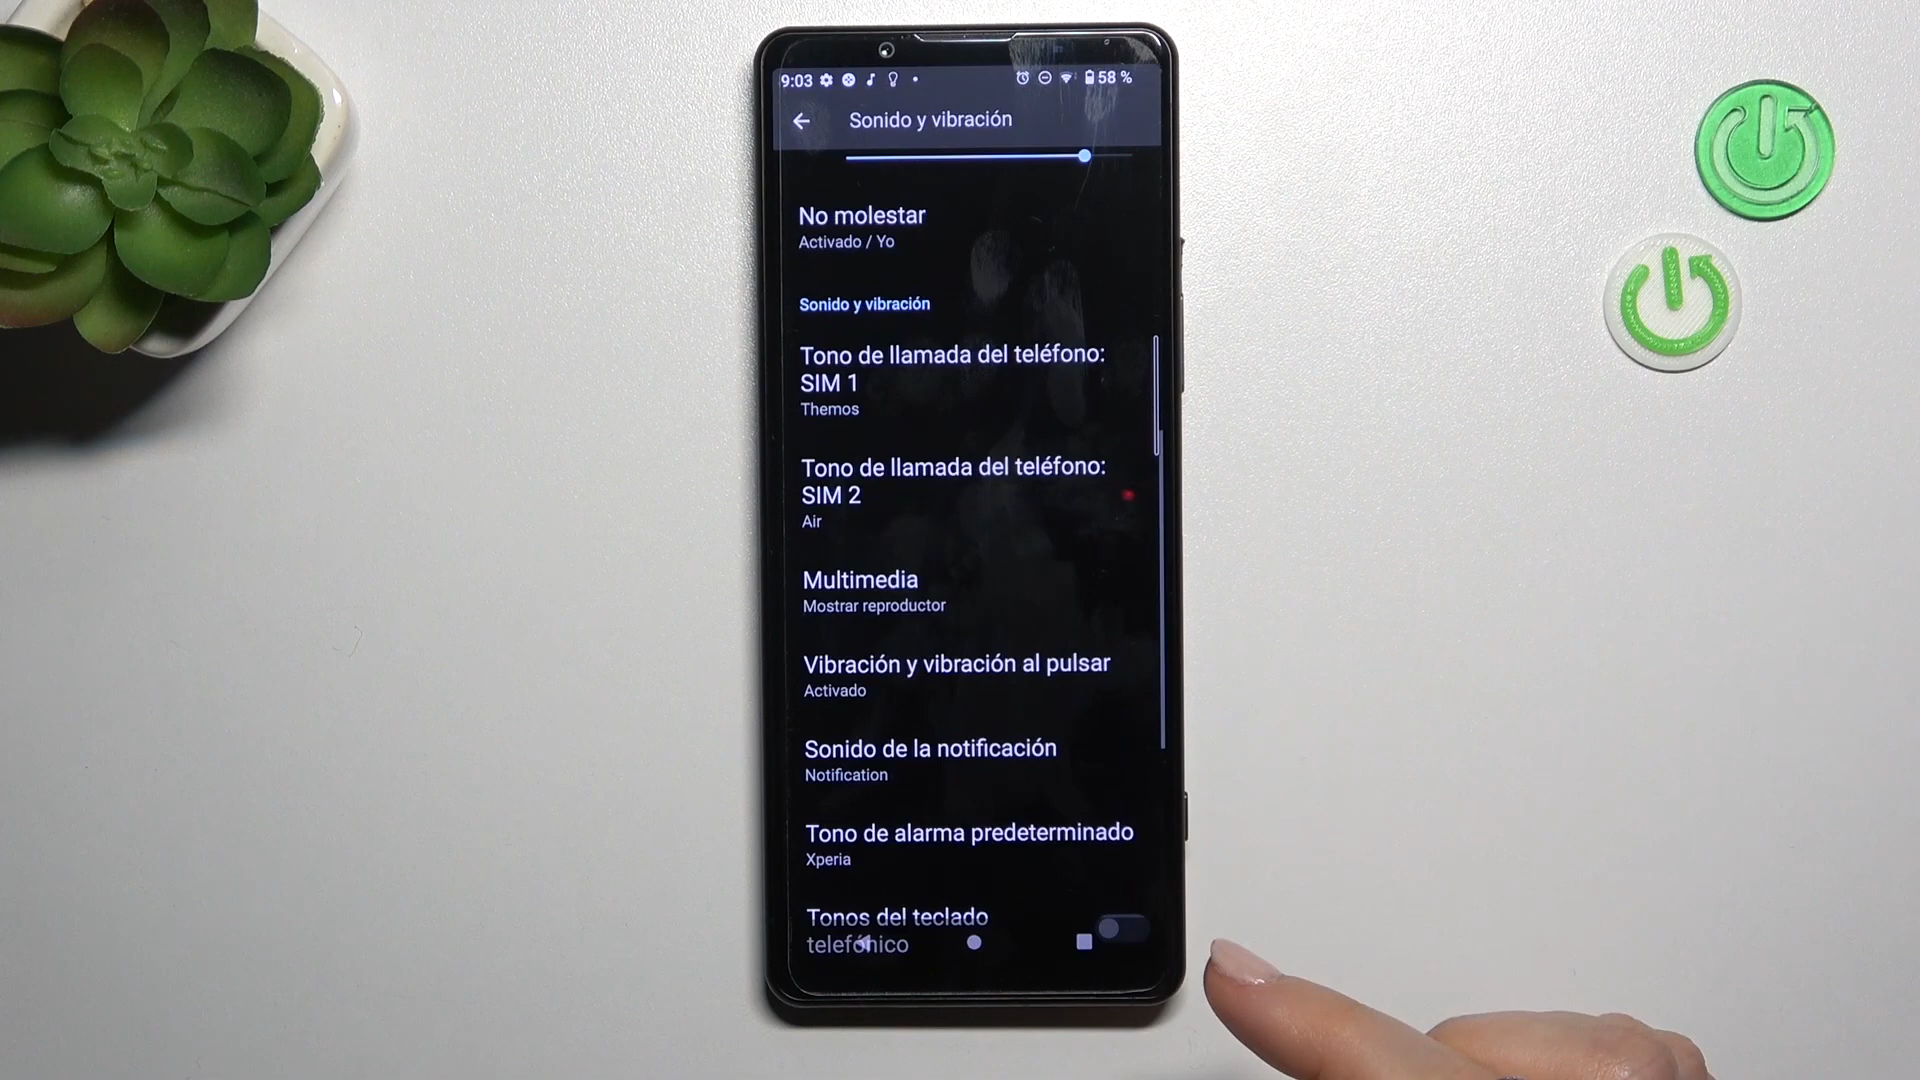 9:03 58 %
Sonido y vibración
No molestar
Activado / Yo
Sonido y vibración
Tono de llamada del teléfono:
SIM 1
Themos
Tono de llamada del teléfono:
SIM 2
Air
Multimedia
Mostrar reproductor
Vibración y vibración al pulsar
Activado
Sonido de la notificación
Notification
Tono de alarma predeterminado
Xperia
Tonos del teclado
telefónico